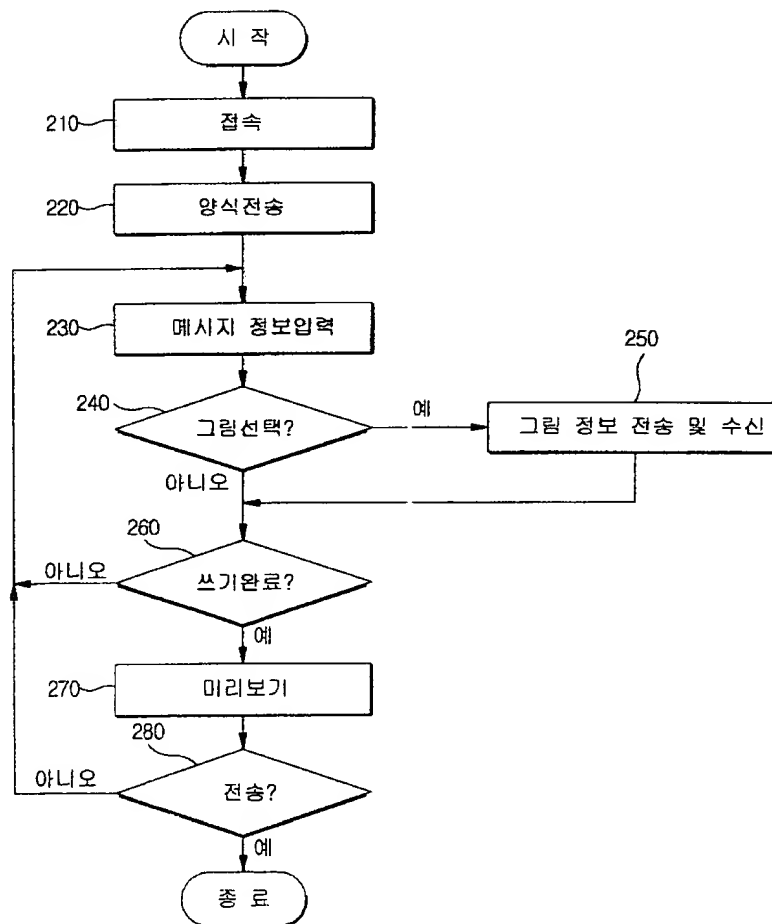 시 작
210
접속
220
양식전송
230
메시지 정보입력
240
그림선택?
예
250
그림 정보 전송 및 수신
아니오
260
쓰기완료?
아니오
예
270
미리보기
280
전송?
아니오
예
종 료